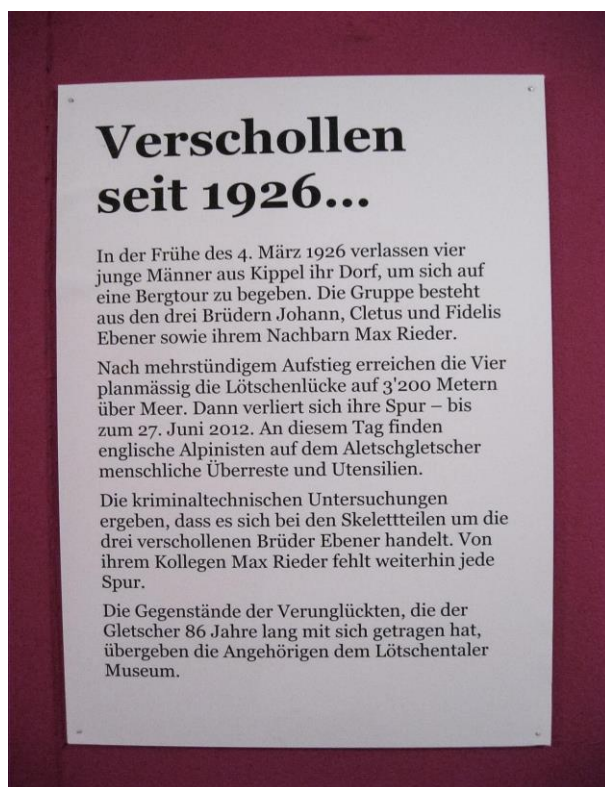 Verschollen
seit 1926...
In der Frühe des 4. März 1926 verlassen vier
junge Männer aus Kippel ihr Dorf, um sich auf
eine Bergtour zu begeben. Die Gruppe besteht
aus den drei Brüdern Johann, Cletus und Fidelis
Ebener sowie ihrem Nachbarn Max Rieder.
Nach mehrstündigem Aufstieg erreichen die Vier
planmässig die Lötschenlücke auf 3'200 Metern
über Meer. Dann verliert sich ihre Spur – bis
zum 27. Juni 2012. An diesem Tag finden
englische Alpinisten auf dem Aletschgletscher
menschliche Überreste und Utensilien.
Die kriminaltechnischen Untersuchungen
ergeben, dass es sich bei den Skelettteilen um die
drei verschollenen Brüder Ebener handelt. Von
ihrem Kollegen Max Rieder fehlt weiterhin jede
Spur.
Die Gegenstände der Verunglückten, die der
Gletscher 86 Jahre lang mit sich getragen hat,
übergeben die Angehörigen dem Lötschentaler
Museum.